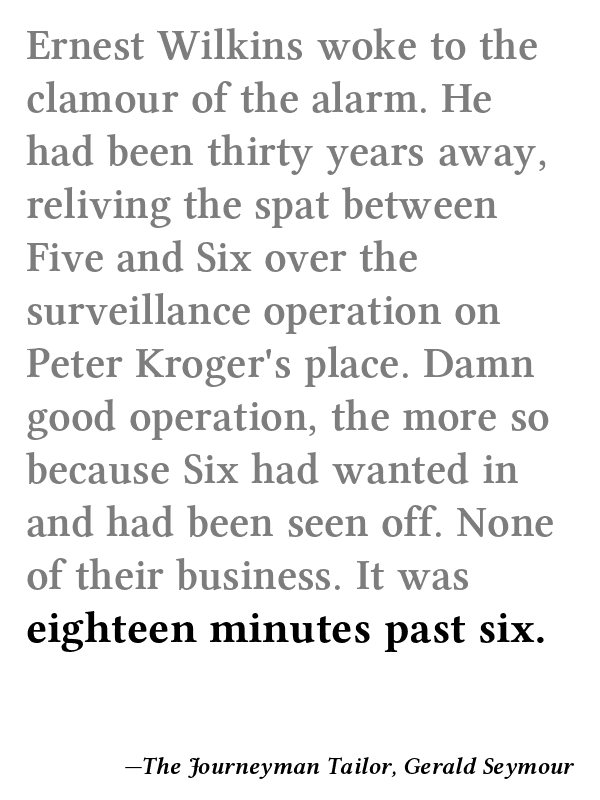 Ernest Wilkins woke to the
clamour of the alarm. He
had been thirty years away,
reliving the spat between
Five and Six over the
surveillance operation on
Peter Kroger's place. Damn
good operation, the more so
because Six had wanted in
and had been seen off. None
of their business. It was
eighteen minutes past six.
—The Journeyman Tailor, Gerald Seymour